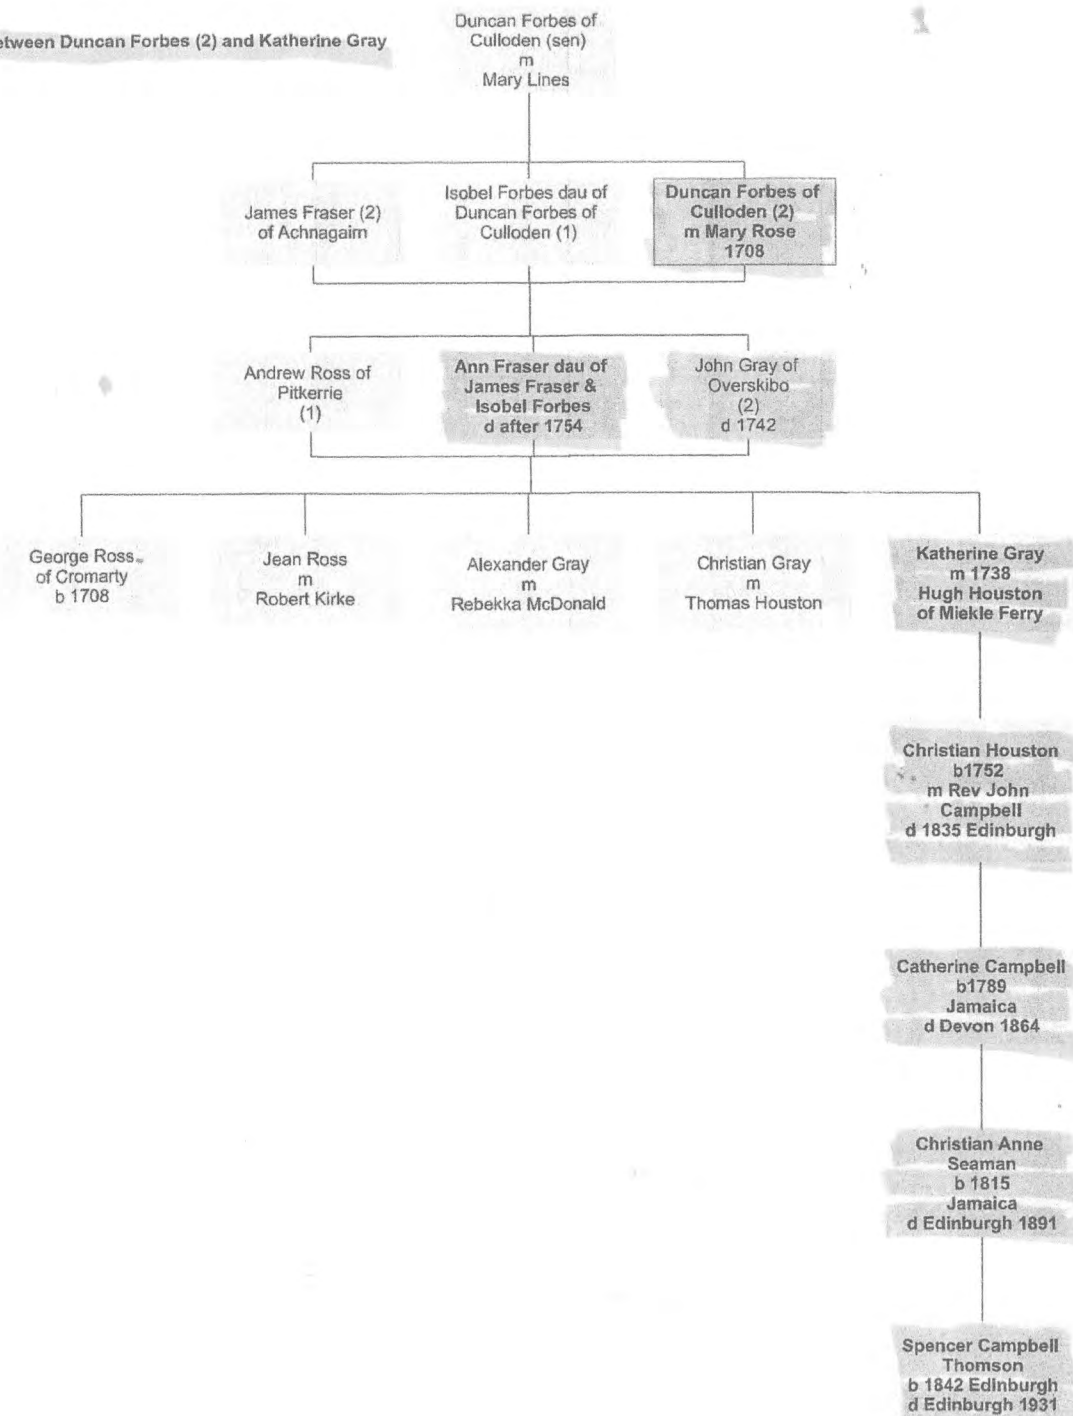 etween Duncan Forbes (2) and Katherine Gray
Duncan Forbes of
Culloden (sen)
m
Mary Lines
James Fraser (2)
of Achnagairn
Isobel Forbes dau of
Duncan Forbes of
Culloden (1)
Duncan Forbes of
Culloden (2)
m Mary Rose
1708
Andrew Ross of
Pitkerrie
(1)
Ann Fraser dau of
James Fraser &
Isobel Forbes
d after 1754
John Gray of
Overskibo
(2)
d 1742
George Ross
of Cromarty
b 1708
Jean Ross
m
Robert Kirke
Alexander Gray
m
Rebekka McDonald
Christian Gray
m
Thomas Houston
Katherine Gray
m 1738
Hugh Houston
of Miekle Ferry
Christian Houston
b1752
m Rev John
Campbell
d 1835 Edinburgh
Catherine Campbell
b1789
Jamaica
d Devon 1864
Christian Anne
Seaman
b 1815
Jamaica
d Edinburgh 1891
Spencer Campbell
Thomson
b 1842 Edinburgh
d Edinburgh 1931